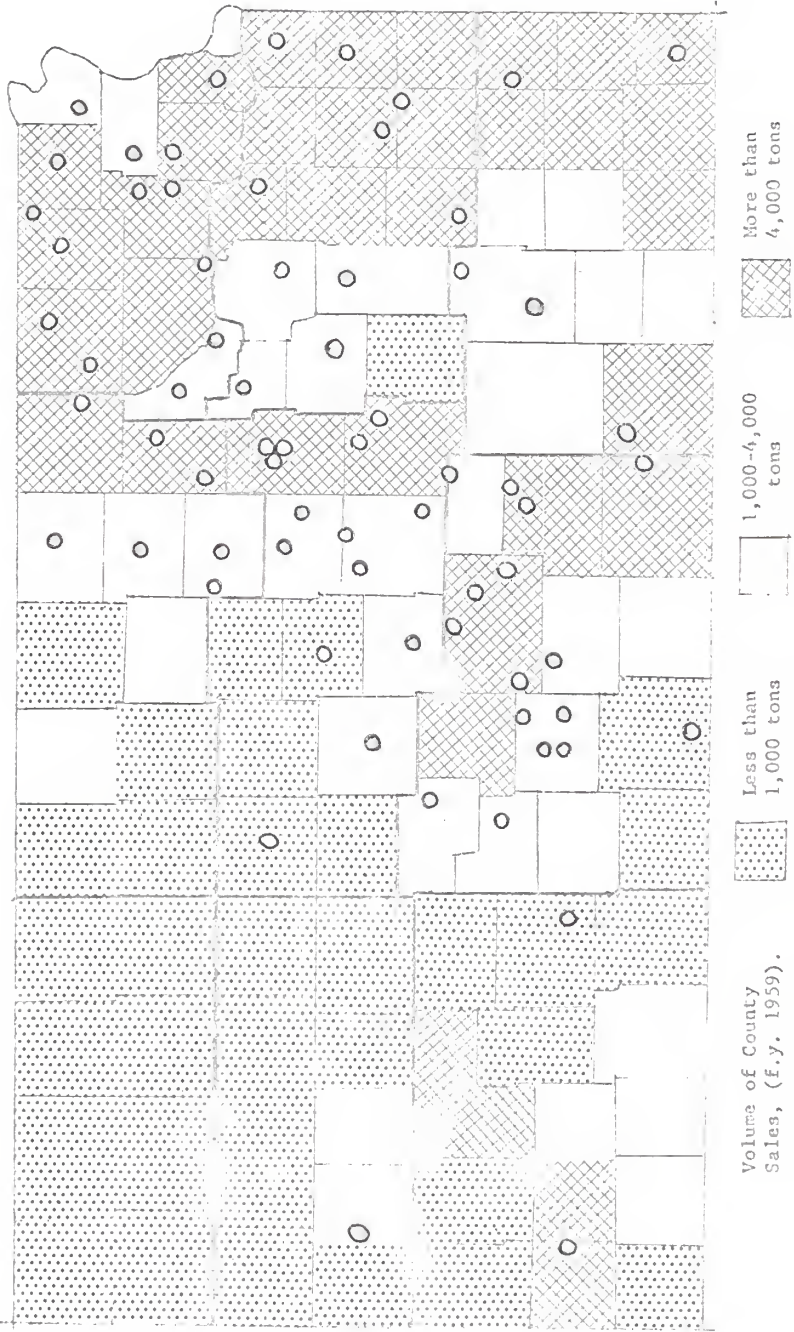 Volume of County
Sales, (f.y. 1959).
Less than
1,000 tons
1,000-4,000
tons
More than
4,000 tons